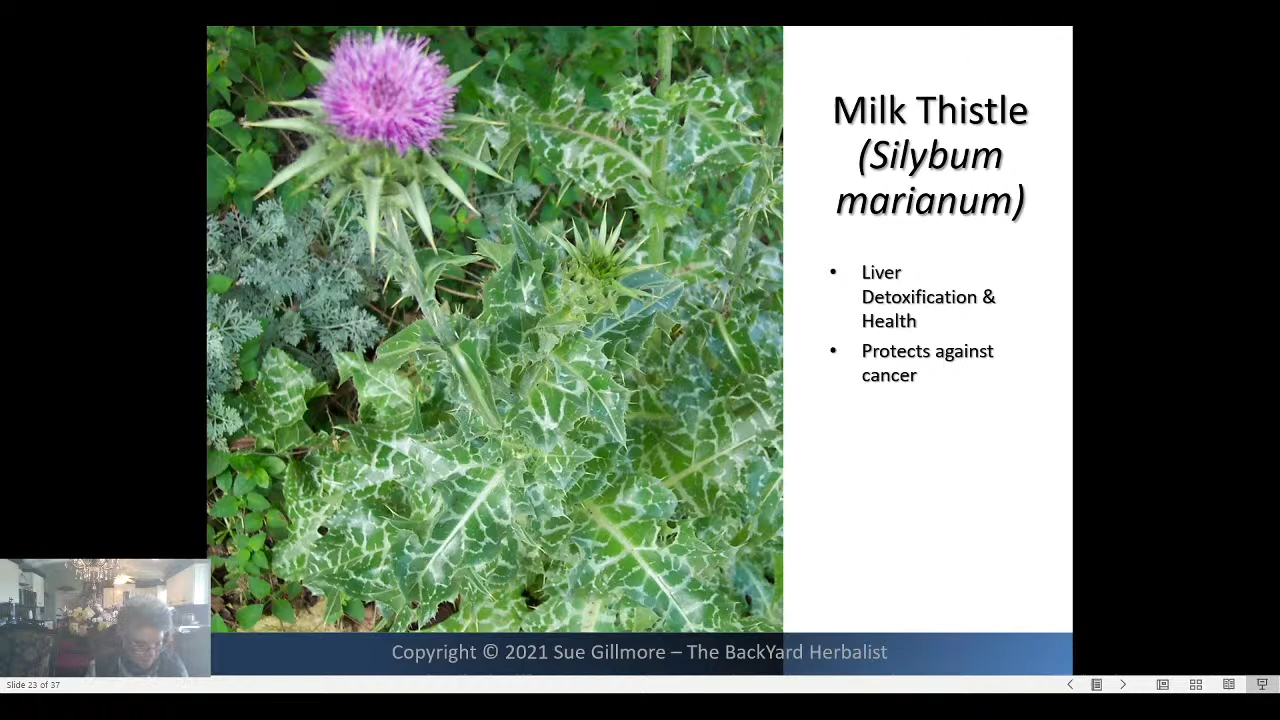 Milk Thistle
(Silybum
marianum)
• Liver
Detoxification &
Health
• Protects against
cancer
Copyright © 2021 Sue Gillmore – The BackYard Herbalist
Slide 23 of 37